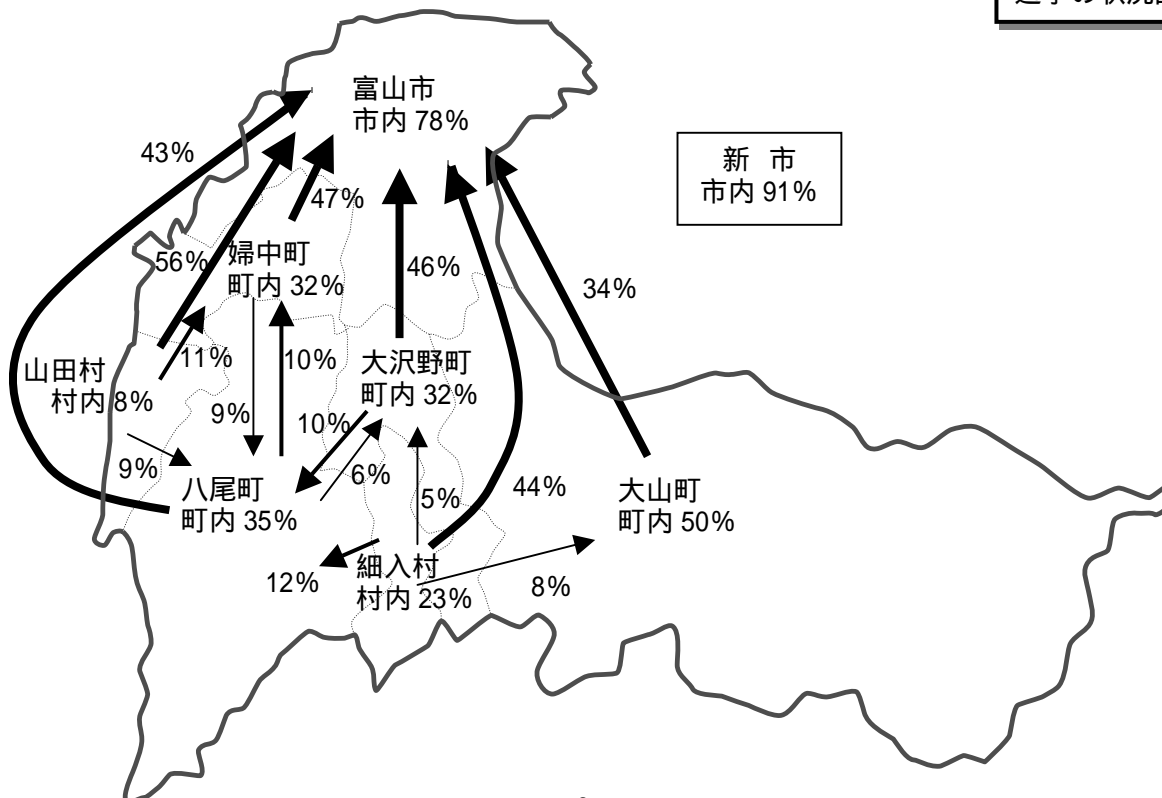 富山市
市内 78%
43%
新 市
市内 91%
47%
56%
婦中町
町内 32%
46%
34%
山田村
村内 8%
11%
10%
大沢野町
町内 32%
9%
10%
9%
6%
八尾町
町内 35%
5%
44%
大山町
町内 50%
12%
細入村
村内 23%
8%